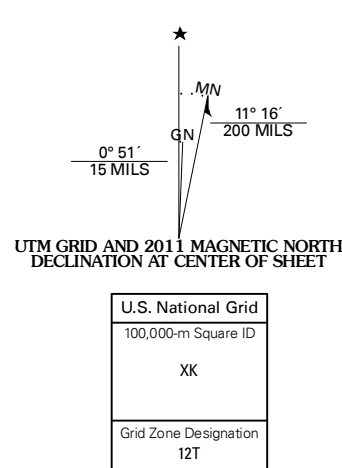 ★
MN
GN
11° 16´
200 MILS
0° 51´
15 MILS
UTM GRID AND 2011 MAGNETIC NORTH
DECLINATION AT CENTER OF SHEET
U.S. National Grid
100,000-m Square ID
XK
Grid Zone Designation
12T